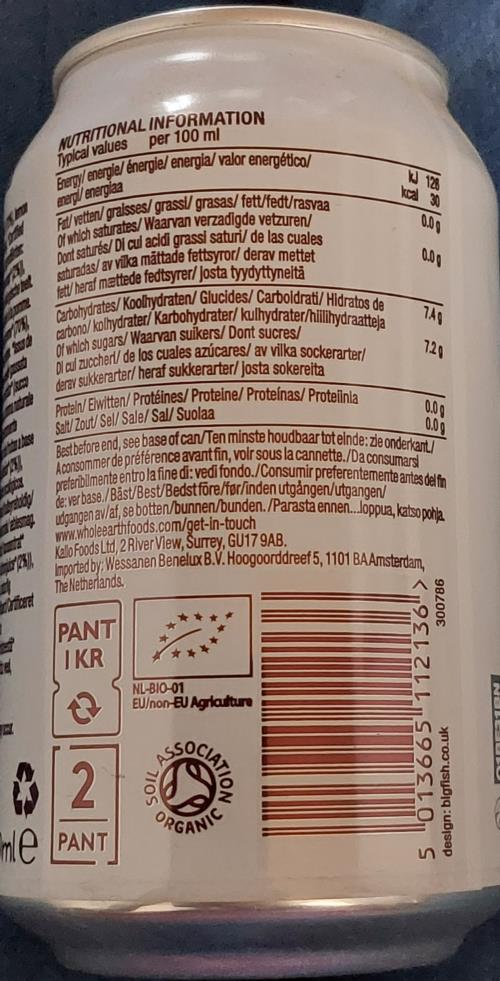 NUTRITIONAL INFORMATION
Typical values per 100 ml
Energy/ energie/ énergie/ energia/ valor energético/ kJ 126
energi/ energiaa kcal 30
Fat/ vetten/ graisses/ grassi/ grasas/ fett/fedt/rasvaa 0.0 g
Of which saturates/ Waarvan verzadigde vetzuren/
Dont saturés/ Di cui acidi grassi saturi/ de las cuales 0.0 g
saturadas/ av vilka mättade fettsyror/ derav mettet
fett/ heraf mættede fedtsyrer/ josta tyydyttyneitä
Carbohydrates/ Koolhydraten/ Glucides/ Carboidrati/ Hidratos de 7.4 g
carbono/ kolhydrater/ Karbohydrater/ kulhydrater/hiilihydraatteja
Of which sugars/ Waarvan suikers/ Dont sucres/ 7.2 g
Di cui zuccheri/ de los cuales azúcares/ av vilka sockerarter/
derav sukkerarter/ heraf sukkerarter/ josta sokereita
Protein/ Eiwitten/ Protéines/ Proteine/ Proteínas/ Proteiinia 0.0 g
Salt/ Zout/ Sel/ Sale/ Sal/ Suolaa 0.0 g
Best before end, see base of can/Ten minste houdbaar tot einde: zie onderkant./
A consommer de préférence avant fin, voir sous la cannette./Da consumarsi
preferibilmente entro la fine di: vedi fondo./Consumir preferentemente antes del fin
de: ver base./Bäst/Best/Bedst före/før/inden utgången/utgangen/
udgangen av/af, se botten/bunnen/bunden. /Parasta ennen...loppua, katso pohja.
www.wholeearthfoods.com/get-in-touch
Kallo Foods Ltd, 2 River View, Surrey, GU17 9AB.
Imported by: Wessanen Benelux B.V. Hoogoorddreef 5, 1101 BA Amsterdam,
The Netherlands.
PANT
1 KR
NL-BIO-01
EU/non-EU Agriculture
2
PANT
SOIL ASSOCIATION
ORGANIC
5 013665 112136 >
300786
design: bigfish.co.uk
ml e